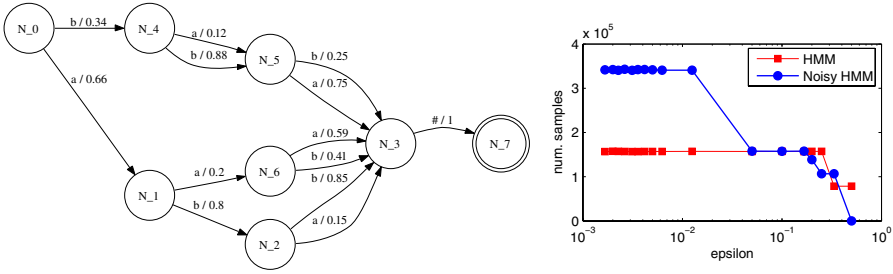 N_0
b / 0.34
N_4
a / 0.12
b / 0.88
N_5
b / 0.25
a / 0.75
a / 0.66
N_1
a / 0.2
b / 0.8
N_6
a / 0.59
b / 0.41
N_2
b / 0.85
a / 0.15
N_3
# / 1
N_7
x 10^5
4
3
2
1
0
num. samples
HMM
Noisy HMM
10^-3
10^-2
10^-1
10^0
epsilon